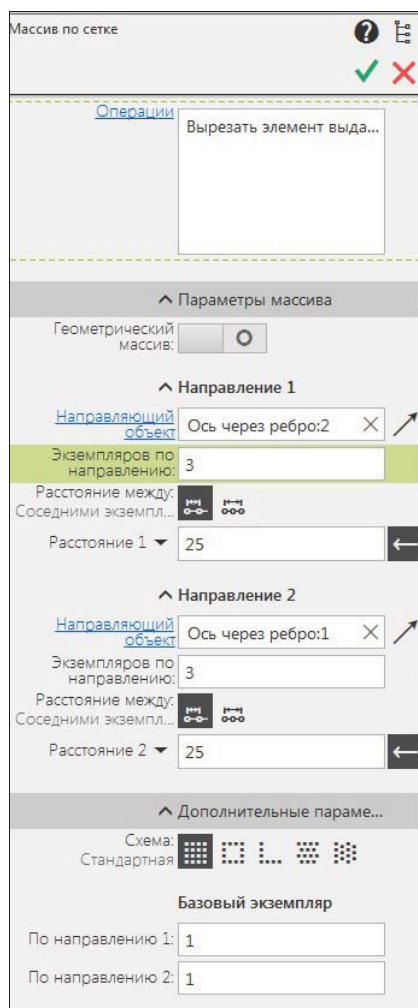 Массив по сетке
Операции
Вырезать элемент выда...
Параметры массива
Геометрический
массив:
Направление 1
Направляющий
объект
Ось через ребро:2
Экземпляров по
направлению:
3
Расстояние между:
Соседними экземпл...
Расстояние 1
25
Направление 2
Направляющий
объект
Ось через ребро:1
Экземпляров по
направлению:
3
Расстояние между:
Соседними экземпл...
Расстояние 2
25
Дополнительные параме...
Схема:
Стандартная
Базовый экземпляр
По направлению 1:
1
По направлению 2:
1